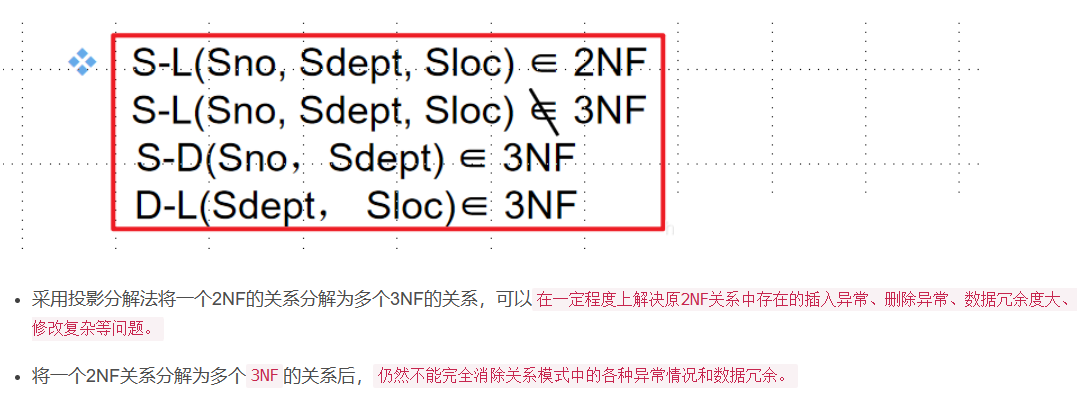 S-L(Sno, Sdept, Sloc) ∈ 2NF
S-L(Sno, Sdept, Sloc) ∉ 3NF
S-D(Sno，Sdept) ∈ 3NF
D-L(Sdept， Sloc)∈ 3NF
采用投影分解法将一个2NF的关系分解为多个3NF的关系，可以 在一定程度上解决原2NF关系中存在的插入异常、删除异常、数据冗余度大、
修改复杂等问题。
将一个2NF关系分解为多个 3NF 的关系后， 仍然不能完全消除关系模式中的各种异常情况和数据冗余。